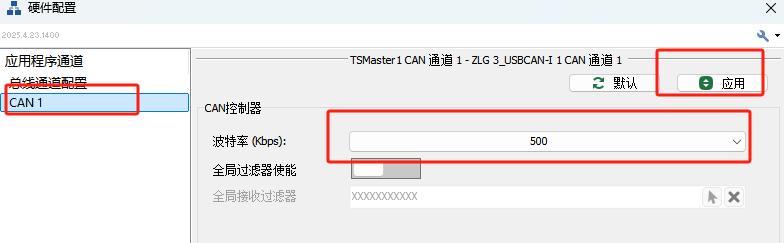 硬件配置
2025.4.23.1400
应用程序通道
总线通道配置
CAN 1
TSMaster 1 CAN 通道 1 - ZLG 3_USBCAN-I 1 CAN 通道 1
默认
应用
CAN控制器
波特率 (Kbps):
500
全局过滤器使能
全局接收过滤器
XXXXXXXXXXX